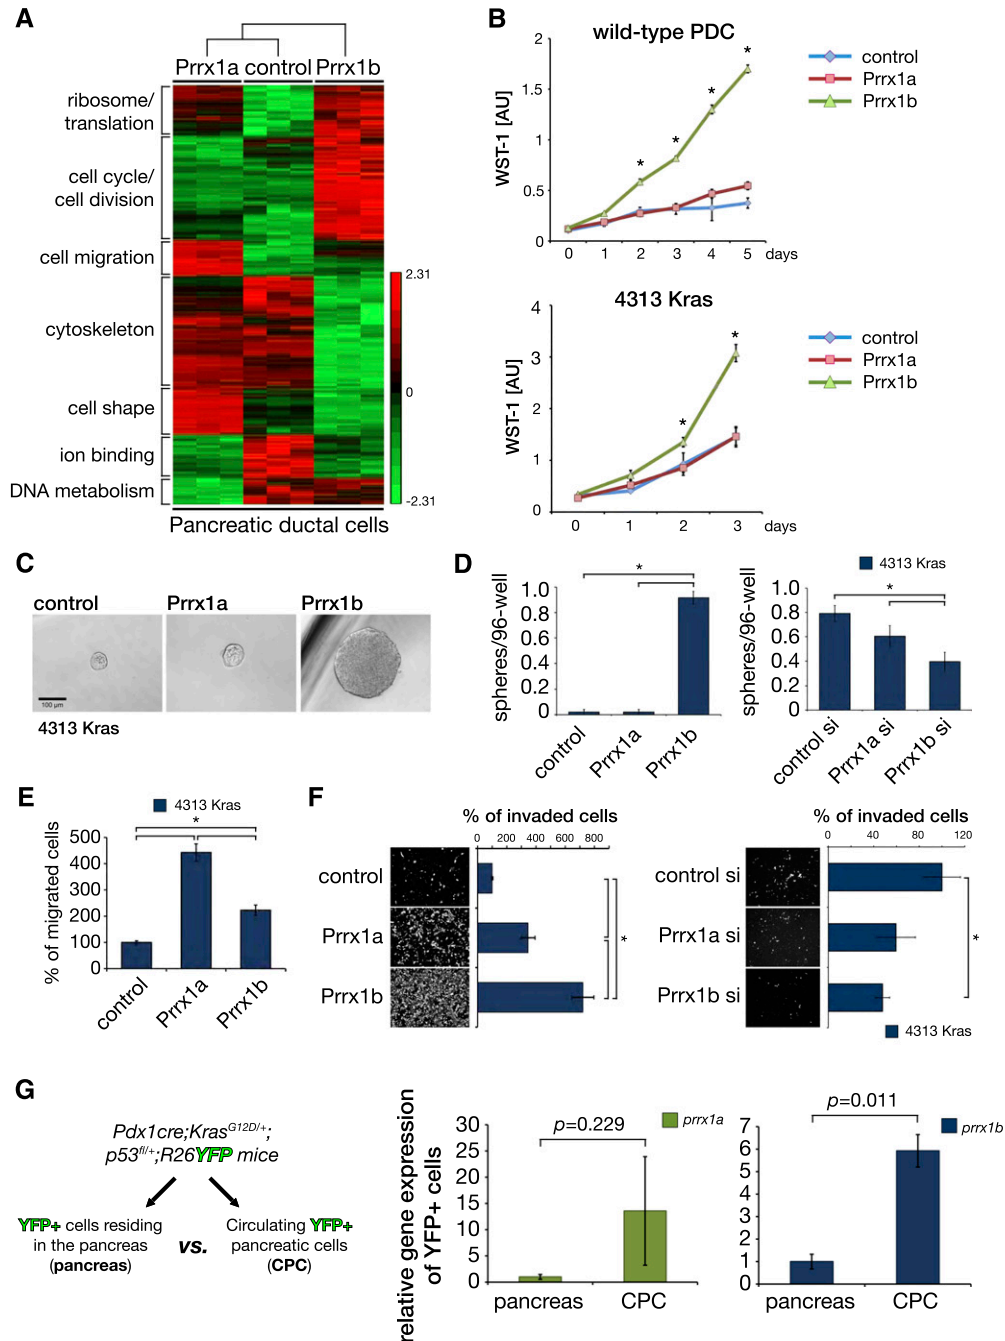 A
Prrx1a control Prrx1b
ribosome/
translation
cell cycle/
cell division
cell migration
cytoskeleton
cell shape
ion binding
DNA metabolism
2.31
0
-2.31
Pancreatic ductal cells
B
wild-type PDC
WST-1 [AU]
2
1.5
1
0.5
0
* * * *
0 1 2 3 4 5 days
control
Prrx1a
Prrx1b
4313 Kras
WST-1 [AU]
4
3
2
1
0
* *
0 1 2 3 days
control
Prrx1a
Prrx1b
C
control Prrx1a Prrx1b
100 µm
4313 Kras
D
spheres/96-well
1.0
0.8
0.6
0.4
0.2
0
*
control Prrx1a Prrx1b
4313 Kras
spheres/96-well
1.0
0.8
0.6
0.4
0.2
0
*
control si Prrx1a si Prrx1b si
E
4313 Kras
% of migrated cells
500
400
300
200
100
0
*
control Prrx1a Prrx1b
F
% of invaded cells
0 200 400 600 800
control
Prrx1a
Prrx1b
*
% of invaded cells
0 40 80 120
control si
Prrx1a si
Prrx1b si
*
4313 Kras
G
Pdx1cre;KrasG12D/+;
p53fl/+;R26YFP mice
YFP+ cells residing
in the pancreas
(pancreas)
vs.
Circulating YFP+
pancreatic cells
(CPC)
relative gene expression
of YFP+ cells
30
25
20
15
10
5
0
p=0.229
prrx1a
pancreas CPC
7
6
5
4
3
2
1
0
p=0.011
prrx1b
pancreas CPC